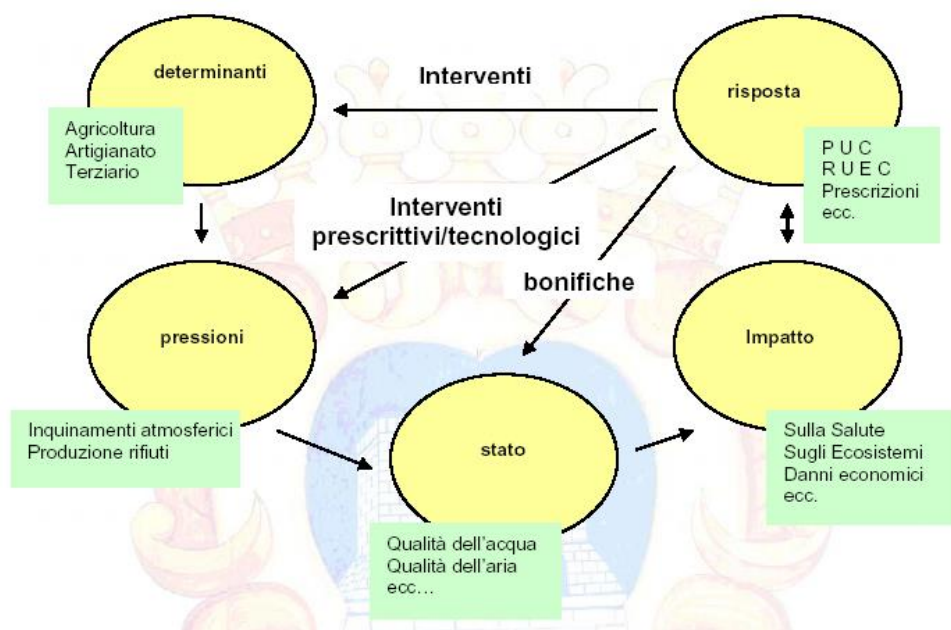 determinanti
Agricoltura
Artigianato
Terziario
Interventi
risposta
P U C
R U E C
Prescrizioni
ecc.
Interventi
prescrittivi/tecnologici
bonifiche
pressioni
Inquinamenti atmosferici
Produzione rifiuti
stato
Qualità dell'acqua
Qualità dell'aria
ecc...
Impatto
Sulla Salute
Sugli Ecosistemi
Danni economici
ecc.